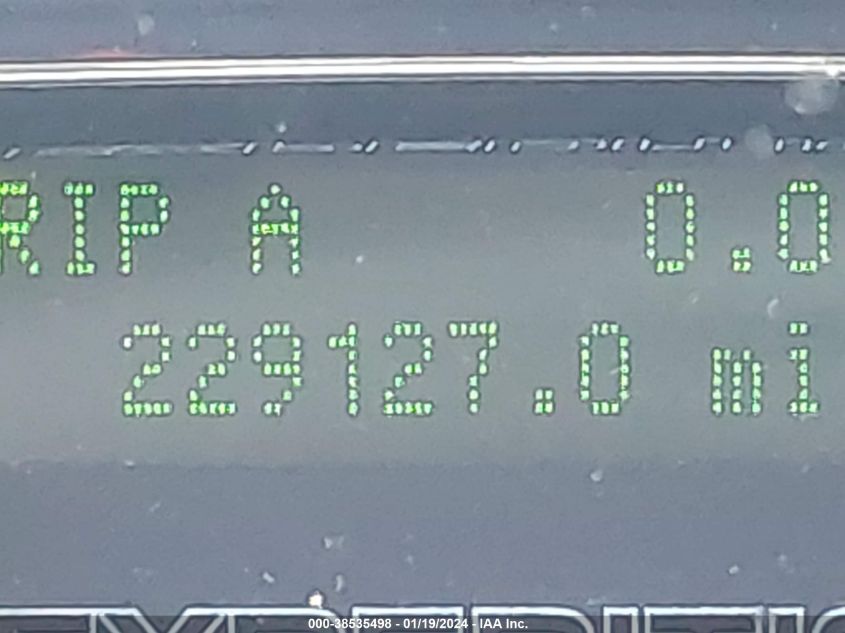 RIP A 0.0
229127.0 mi
000-38535498 - 01/19/2024 - IAA Inc.